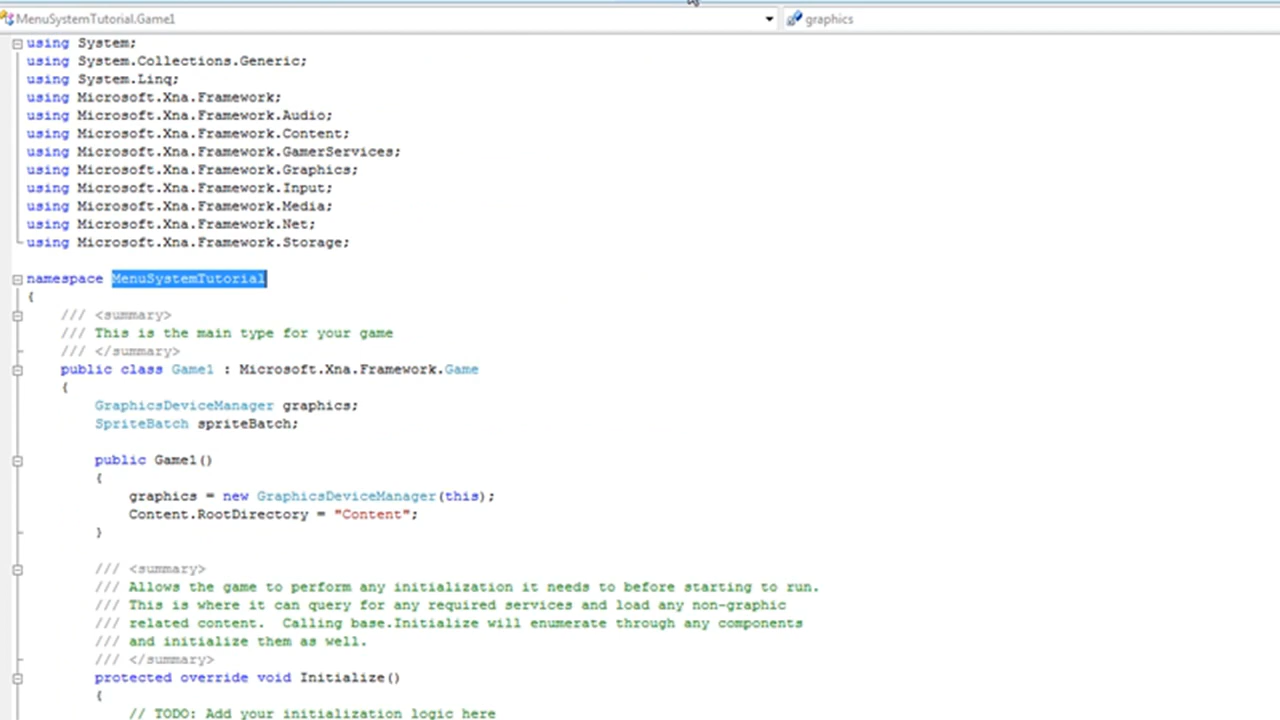 MenuSystemTutorial.Game1
graphics
using System;
using System.Collections.Generic;
using System.Linq;
using Microsoft.Xna.Framework;
using Microsoft.Xna.Framework.Audio;
using Microsoft.Xna.Framework.Content;
using Microsoft.Xna.Framework.GamerServices;
using Microsoft.Xna.Framework.Graphics;
using Microsoft.Xna.Framework.Input;
using Microsoft.Xna.Framework.Media;
using Microsoft.Xna.Framework.Net;
using Microsoft.Xna.Framework.Storage;
namespace MenuSystemTutorial
{
/// <summary>
/// This is the main type for your game
/// </summary>
public class Game1 : Microsoft.Xna.Framework.Game
{
GraphicsDeviceManager graphics;
SpriteBatch spriteBatch;
public Game1()
{
graphics = new GraphicsDeviceManager(this);
Content.RootDirectory = "Content";
}
/// <summary>
/// Allows the game to perform any initialization it needs to before starting to run.
/// This is where it can query for any required services and load any non-graphic
/// related content.  Calling base.Initialize will enumerate through any components
/// and initialize them as well.
/// </summary>
protected override void Initialize()
{
// TODO: Add your initialization logic here